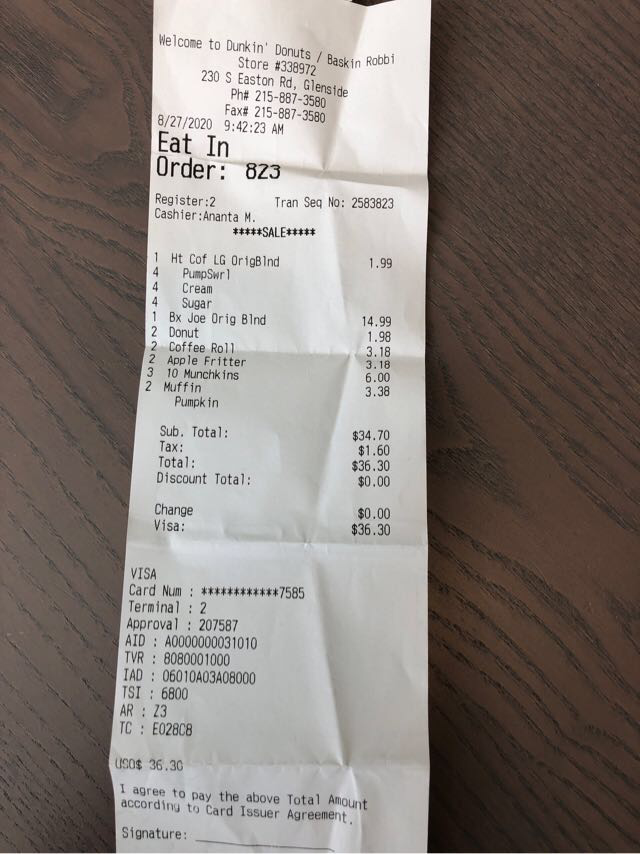 Welcome to Dunkin' Donuts / Baskin Robbi
Store #338972
230 S Easton Rd, Glenside
Ph# 215-887-3580
Fax# 215-887-3580
8/27/2020 9:42:23 AM
Eat In
Order: 823
Register:2 Tran Seq No: 2583823
Cashier:Ananta M.
*****SALE*****
1 Ht Cof LG OrigBlnd 1.99
4 PumpSwrl
4 Cream
4 Sugar
1 Bx Joe Orig Blnd 14.99
2 Donut 1.98
2 Coffee Roll 3.18
2 Apple Fritter 3.18
3 10 Munchkins 6.00
2 Muffin 3.38
Pumpkin
Sub. Total: $34.70
Tax: $1.60
Total: $36.30
Discount Total: $0.00
Change $0.00
Visa: $36.30
VISA
Card Num : ************7585
Terminal : 2
Approval : 207587
AID : A0000000031010
TVR : 8080001000
IAD : 06010A03A08000
TSI : 6800
AR : Z3
TC : E028C8
USD$ 36.30
I agree to pay the above Total Amount
according to Card Issuer Agreement.
Signature: